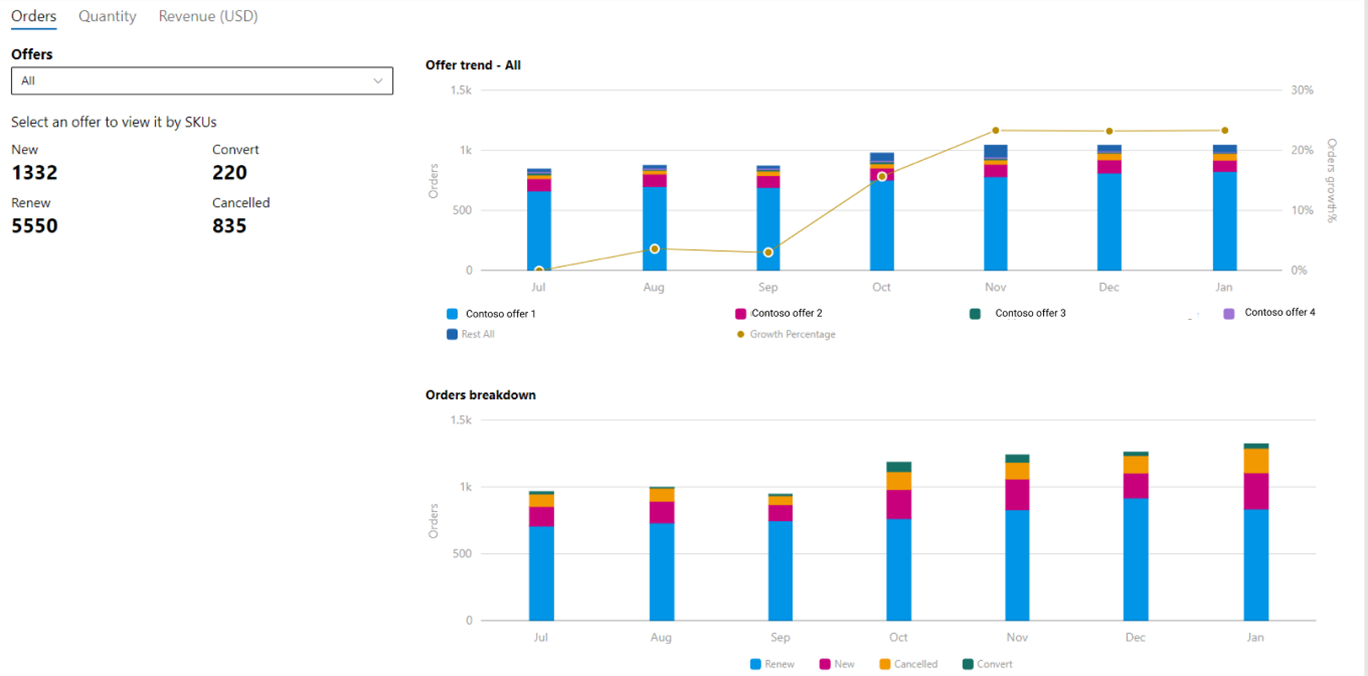 Orders Quantity Revenue (USD)
Offers
All
Select an offer to view it by SKUs
New Convert
1332 220
Renew Cancelled
5550 835
Offer trend - All
1.5k 30%
1k 20%
500 10%
0 0%
Orders
Orders growth%
Jul Aug Sep Oct Nov Dec Jan
Contoso offer 1 Contoso offer 2 Contoso offer 3 Contoso offer 4
Rest All Growth Percentage
Orders breakdown
1.5k
1k
500
0
Orders
Jul Aug Sep Oct Nov Dec Jan
Renew New Cancelled Convert